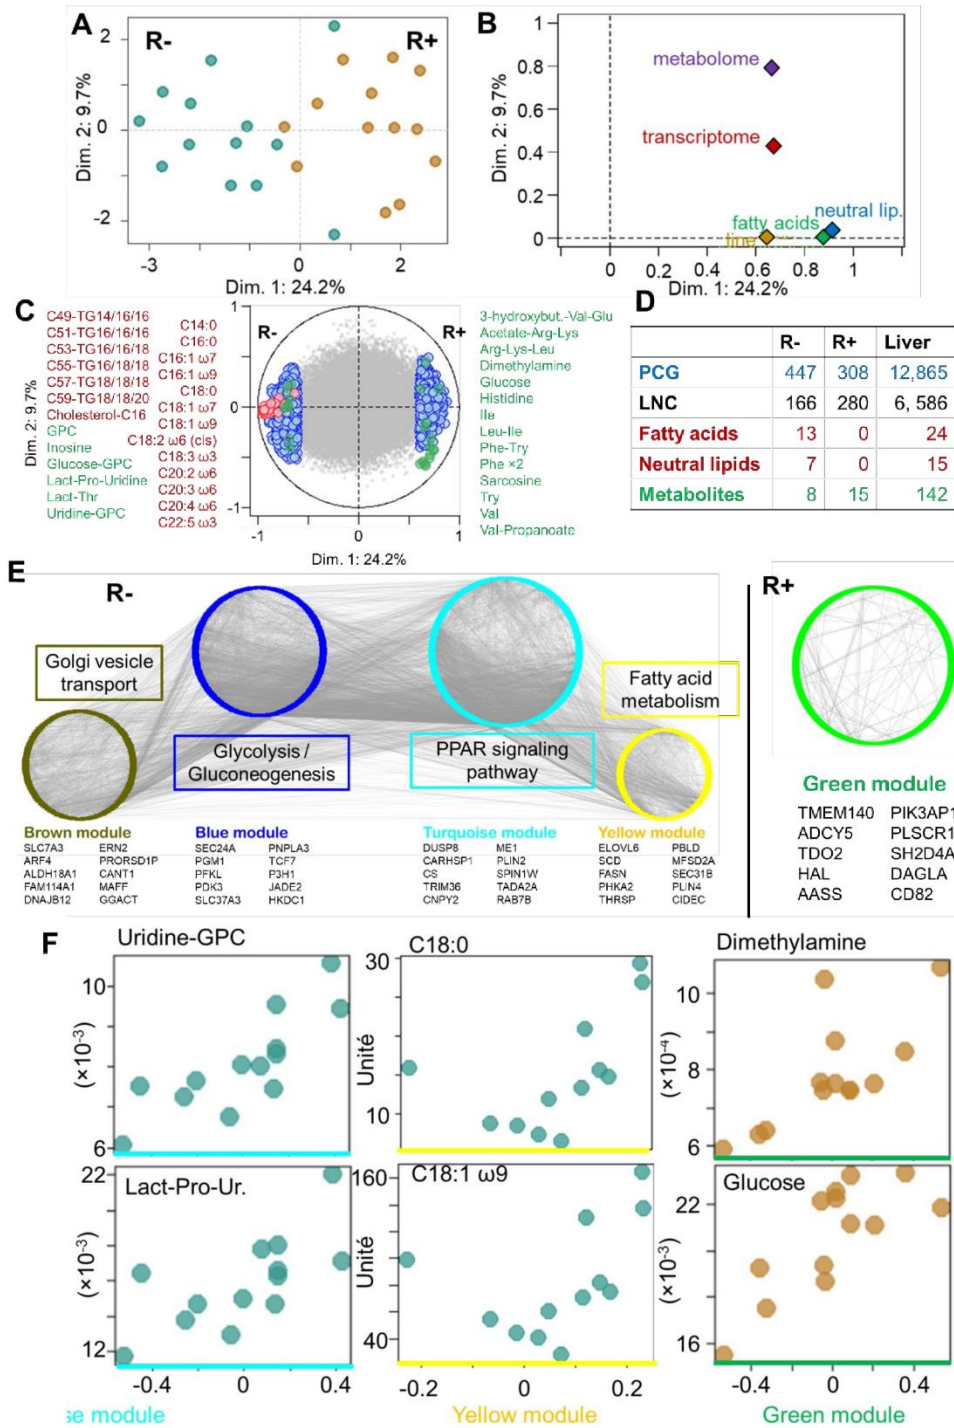 A
R-
R+
2
0
-2
Dim. 2: 9.7%
-3
0
2
Dim. 1: 24.2%
B
1
0.8
0.6
0.4
0.2
0
Dim. 2: 9.7%
metabolome
transcriptome
fatty acids
neutral lip.
line
0
0.2
0.4
0.6
0.8
1
Dim. 1: 24.2%
C
C49-TG14/16/16
C51-TG16/16/16
C53-TG16/16/18
C55-TG16/18/18
C57-TG18/18/18
C59-TG18/18/20
Cholesterol-C16
GPC
Inosine
Glucose-GPC
Lact-Pro-Uridine
Lact-Thr
Uridine-GPC
C14:0
C16:0
C16:1 ω7
C16:1 ω9
C18:0
C18:1 ω7
C18:1 ω9
C18:2 ω6 (cis)
C18:3 ω3
C20:2 ω6
C20:3 ω6
C20:4 ω6
C22:5 ω3
Dim. 2: 9.7%
R-
R+
1
0
-1
-1
0
1
Dim. 1: 24.2%
3-hydroxybut.-Val-Glu
Acetate-Arg-Lys
Arg-Lys-Leu
Dimethylamine
Glucose
Histidine
Ile
Leu-Ile
Phe-Try
Phe ×2
Sarcosine
Try
Val
Val-Propanoate
D
R- R+ Liver
PCG 447 308 12,865
LNC 166 280 6, 586
Fatty acids 13 0 24
Neutral lipids 7 0 15
Metabolites 8 15 142
E
R-
Golgi vesicle
transport
Glycolysis /
Gluconeogenesis
PPAR signaling
pathway
Fatty acid
metabolism
Brown module
SLC7A3 ERN2
ARF4 PRORSD1P
ALDH18A1 CANT1
FAM114A1 MAFF
DNAJB12 GGACT
Blue module
SEC24A PNPLA3
PGM1 TCF7
PFKL P3H1
PDK3 JADE2
SLC37A3 HKDC1
Turquoise module
DUSP8 ME1
CARHSP1 PLIN2
CS SPIN1W
TRIM36 TADA2A
CNPY2 RAB7B
Yellow module
ELOVL6 PBLD
SCD MFSD2A
FASN SEC31B
PHKA2 PLIN4
THRSP CIDEC
R+
Green module
TMEM140 PIK3AP1
ADCY5 PLSCR1
TDO2 SH2D4A
HAL DAGLA
AASS CD82
F
Uridine-GPC
10
6
(×10⁻³)
C18:0
30
10
Unité
Dimethylamine
10
8
6
(×10⁻⁴)
Lact-Pro-Ur.
22
12
(×10⁻³)
-0.4
0
0.4
se module
C18:1 ω9
160
40
Unité
-0.2
0
0.2
Yellow module
Glucose
22
16
(×10⁻³)
-0.4
0
0.4
Green module